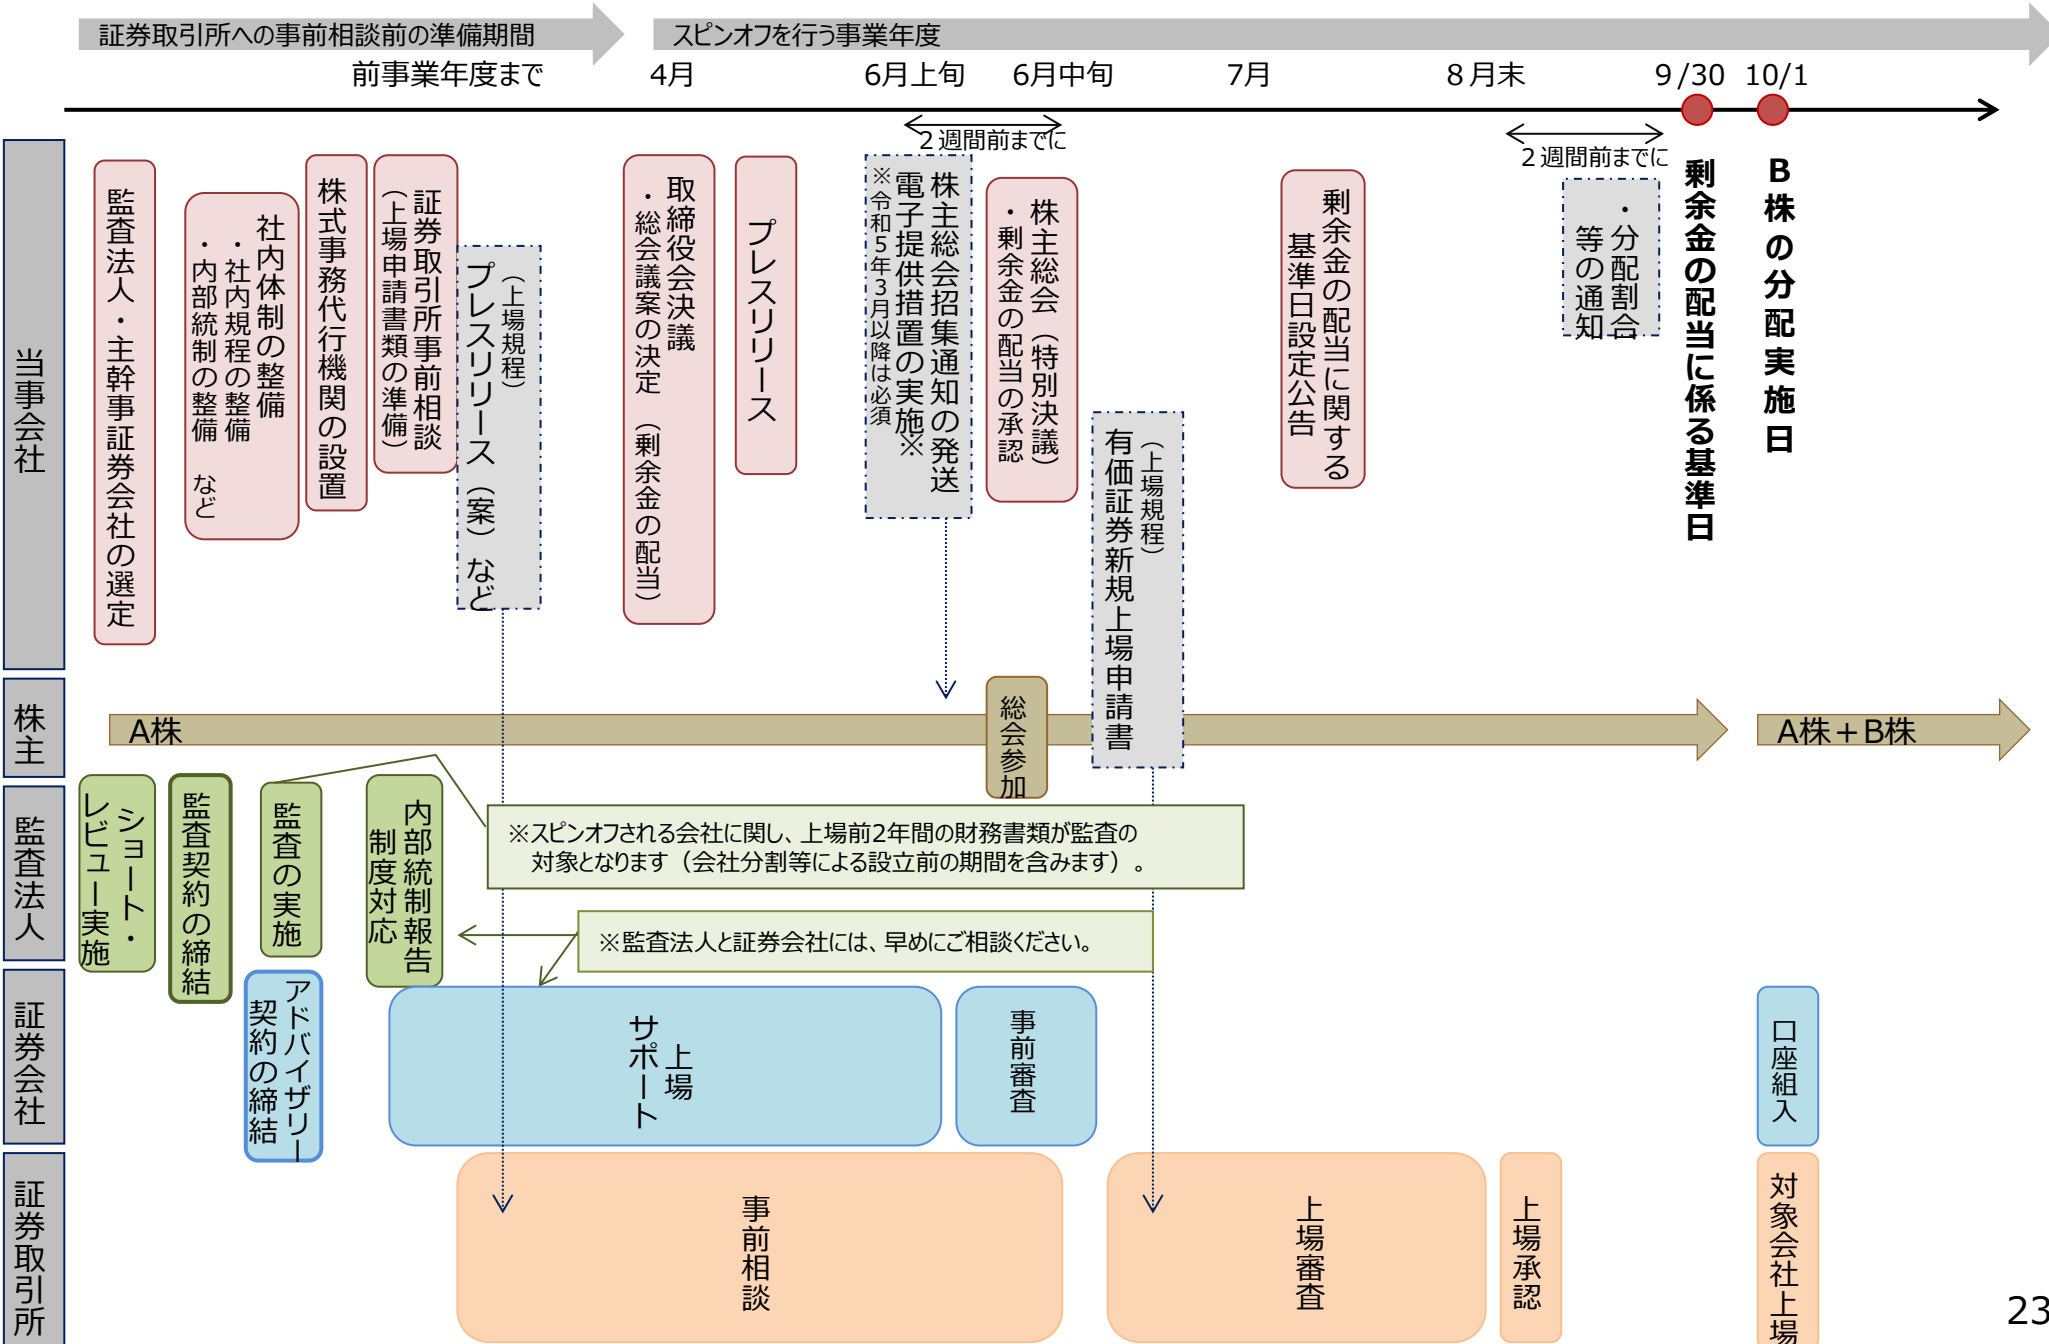 証券取引所への事前相談前の準備期間
スピンオフを行う事業年度
前事業年度まで
4月
6月上旬
6月中旬
7月
８月末
９/30
10/1
２週間前までに
２週間前までに
当事会社
監査法人・主幹事証券会社の選定
社内体制の整備
・社内規程の整備
・内部統制の整備　など
株式事務代行機関の設置
証券取引所事前相談
（上場申請書類の準備）
（上場規程）
プレスリリース（案）など
取締役会決議
・総会議案の決定　（剰余金の配当）
プレスリリース
株主総会招集通知の発送
電子提供措置の実施※
※令和５年３月以降は必須
株主総会（特別決議）
・剰余金の配当の承認
（上場規程）
有価証券新規上場申請書
剰余金の配当に関する
基準日設定公告
・分配割合
等の通知
剰余金の配当に係る基準日
Ｂ株の分配実施日
株主
A株
総会参加
A株＋B株
監査法人
ショート・
レビュー実施
監査契約の締結
監査の実施
内部統制報告
制度対応
※スピンオフされる会社に関し、上場前2年間の財務書類が監査の
対象となります（会社分割等による設立前の期間を含みます）。
※監査法人と証券会社には、早めにご相談ください。
証券会社
アドバイザリー
契約の締結
上場
サポート
事前審査
口座組入
証券取引所
事前相談
上場審査
上場承認
対象会社上場
23